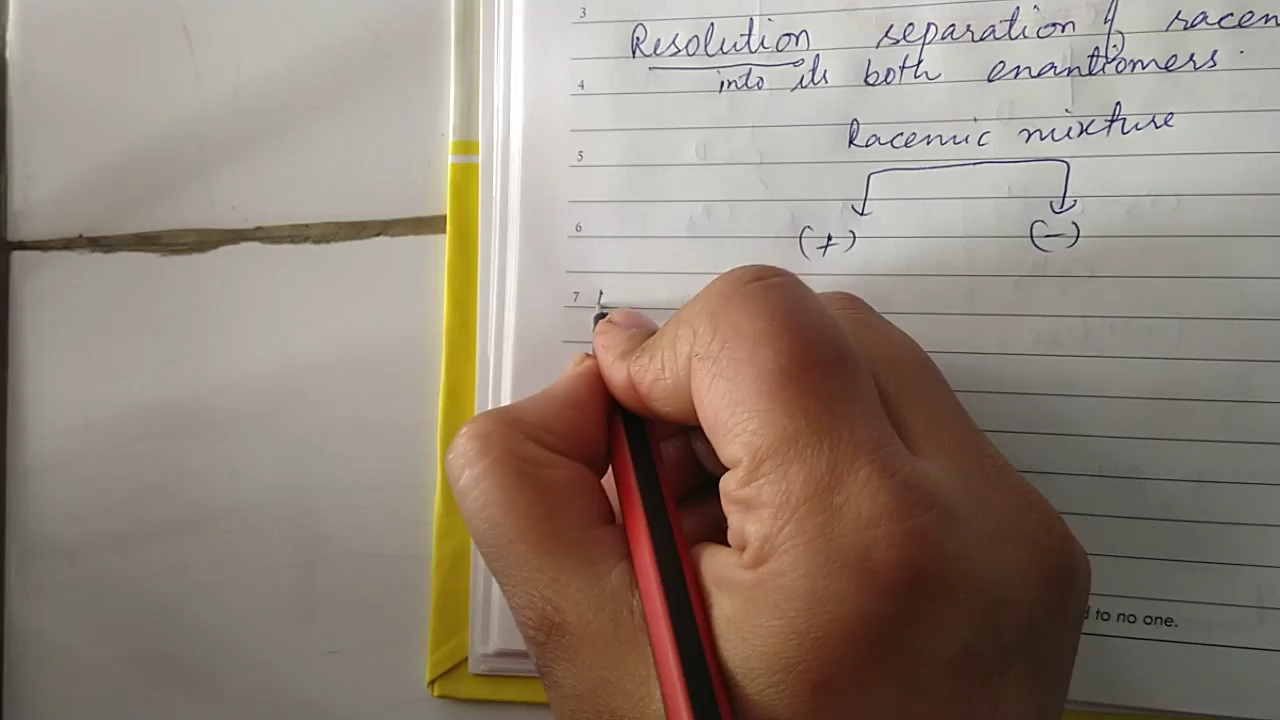 3
Resolution separation of racem
into its both enantiomers.
4
Racemic mixture
5
(+) (-)
6
7
d to no one.